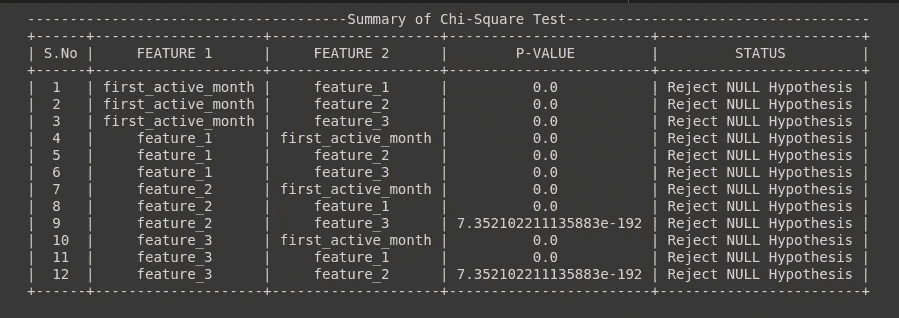 --------------------------------------Summary of Chi-Square Test------------------------------------
+------+--------------------+--------------------+------------------------+------------------------+
| S.No |     FEATURE 1      |     FEATURE 2      |        P-VALUE         |         STATUS         |
+------+--------------------+--------------------+------------------------+------------------------+
|  1   | first_active_month |     feature_1      |          0.0           | Reject NULL Hypothesis |
|  2   | first_active_month |     feature_2      |          0.0           | Reject NULL Hypothesis |
|  3   | first_active_month |     feature_3      |          0.0           | Reject NULL Hypothesis |
|  4   |     feature_1      | first_active_month |          0.0           | Reject NULL Hypothesis |
|  5   |     feature_1      |     feature_2      |          0.0           | Reject NULL Hypothesis |
|  6   |     feature_1      |     feature_3      |          0.0           | Reject NULL Hypothesis |
|  7   |     feature_2      | first_active_month |          0.0           | Reject NULL Hypothesis |
|  8   |     feature_2      |     feature_1      |          0.0           | Reject NULL Hypothesis |
|  9   |     feature_2      |     feature_3      | 7.352102211135883e-192 | Reject NULL Hypothesis |
|  10  |     feature_3      | first_active_month |          0.0           | Reject NULL Hypothesis |
|  11  |     feature_3      |     feature_1      |          0.0           | Reject NULL Hypothesis |
|  12  |     feature_3      |     feature_2      | 7.352102211135883e-192 | Reject NULL Hypothesis |
+------+--------------------+--------------------+------------------------+------------------------+